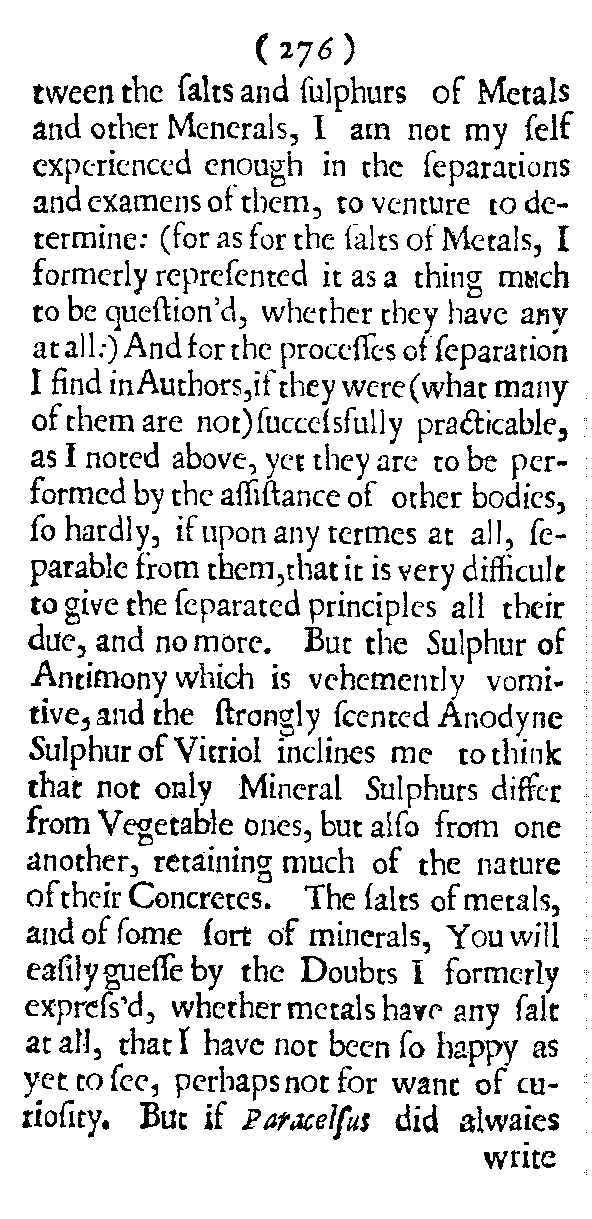 ( 276 )
tween the ſalts and ſulphurs of Metals
and other Menerals, I am not my ſelf
experienced enough in the ſeparations
and examens of them, to venture to de-
termine: (for as for the ſalts of Metals, I
formerly repreſented it as a thing much
to be queſtion'd, whether they have any
at all:) And for the proceſſes of ſeparation
I find in Authors, if they were (what many
of them are not) ſucceſsfully practicable,
as I noted above, yet they are to be per-
formed by the aſſiſtance of other bodies,
ſo hardly, if upon any termes at all, ſe-
parable from them, that it is very difficult
to give the ſeparated principles all their
due, and no more. But the Sulphur of
Antimony which is vehemently vomi-
tive, and the ſtrongly ſcented Anodyne
Sulphur of Vitriol inclines me to think
that not only Mineral Sulphurs differ
from Vegetable ones, but alſo from one
another, retaining much of the nature
of their Concretes. The ſalts of metals,
and of ſome ſort of minerals, You will
eaſily gueſſe by the Doubts I formerly
expreſs'd, whether metals have any ſalt
at all, that I have not been ſo happy as
yet to ſee, perhaps not for want of cu-
rioſity. But if Paracelſus did alwaies
write